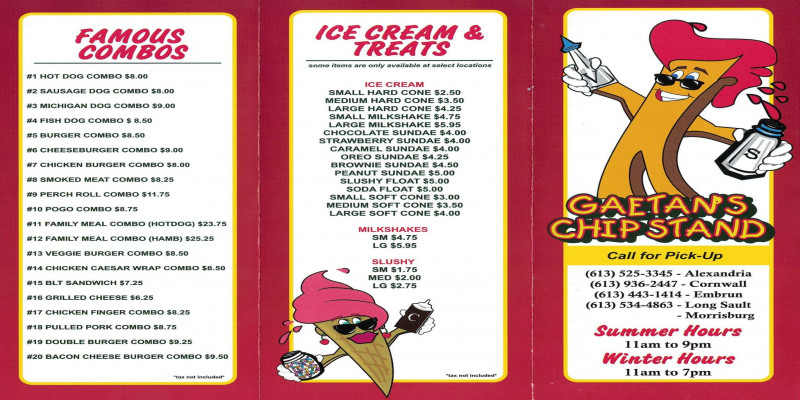 FAMOUS
COMBOS
#1 HOT DOG COMBO $8.00
#2 SAUSAGE DOG COMBO $8.00
#3 MICHIGAN DOG COMBO $9.00
#4 FISH DOG COMBO $ 8.50
#5 BURGER COMBO $8.50
#6 CHEESEBURGER COMBO $9.00
#7 CHICKEN BURGER COMBO $8.00
#8 SMOKED MEAT COMBO $8.25
#9 PERCH ROLL COMBO $11.75
#10 POGO COMBO $8.75
#11 FAMILY MEAL COMBO (HOTDOG) $23.75
#12 FAMILY MEAL COMBO (HAMB) $25.25
#13 VEGGIE BURGER COMBO $8.50
#14 CHICKEN CAESAR WRAP COMBO $8.50
#15 BLT SANDWICH $7.25
#16 GRILLED CHEESE $6.25
#17 CHICKEN FINGER COMBO $8.25
#18 PULLED PORK COMBO $8.75
#19 DOUBLE BURGER COMBO $9.25
#20 BACON CHEESE BURGER COMBO $9.50
*tax not included*
ICE CREAM &
TREATS
some items are only available at select locations
ICE CREAM
SMALL HARD CONE $2.50
MEDIUM HARD CONE $3.50
LARGE HARD CONE $4.25
SMALL MILKSHAKE $4.75
LARGE MILKSHAKE $5.95
CHOCOLATE SUNDAE $4.00
STRAWBERRY SUNDAE $4.00
CARAMEL SUNDAE $4.00
OREO SUNDAE $4.25
BROWNIE SUNDAE $4.50
PEANUT SUNDAE $5.00
SLUSHY FLOAT $5.00
SODA FLOAT $5.00
SMALL SOFT CONE $3.00
MEDIUM SOFT CONE $3.50
LARGE SOFT CONE $4.00
MILKSHAKES
SM $4.75
LG $5.95
SLUSHY
SM $1.75
MED $2.00
LG $2.75
C
*tax not included*
S
GAETAN'S
CHIP STAND
Call for Pick-Up
(613) 525-3345 - Alexandria
(613) 936-2447 - Cornwall
(613) 443-1414 - Embrun
(613) 534-4863 - Long Sault
- Morrisburg
Summer Hours
11am to 9pm
Winter Hours
11am to 7pm